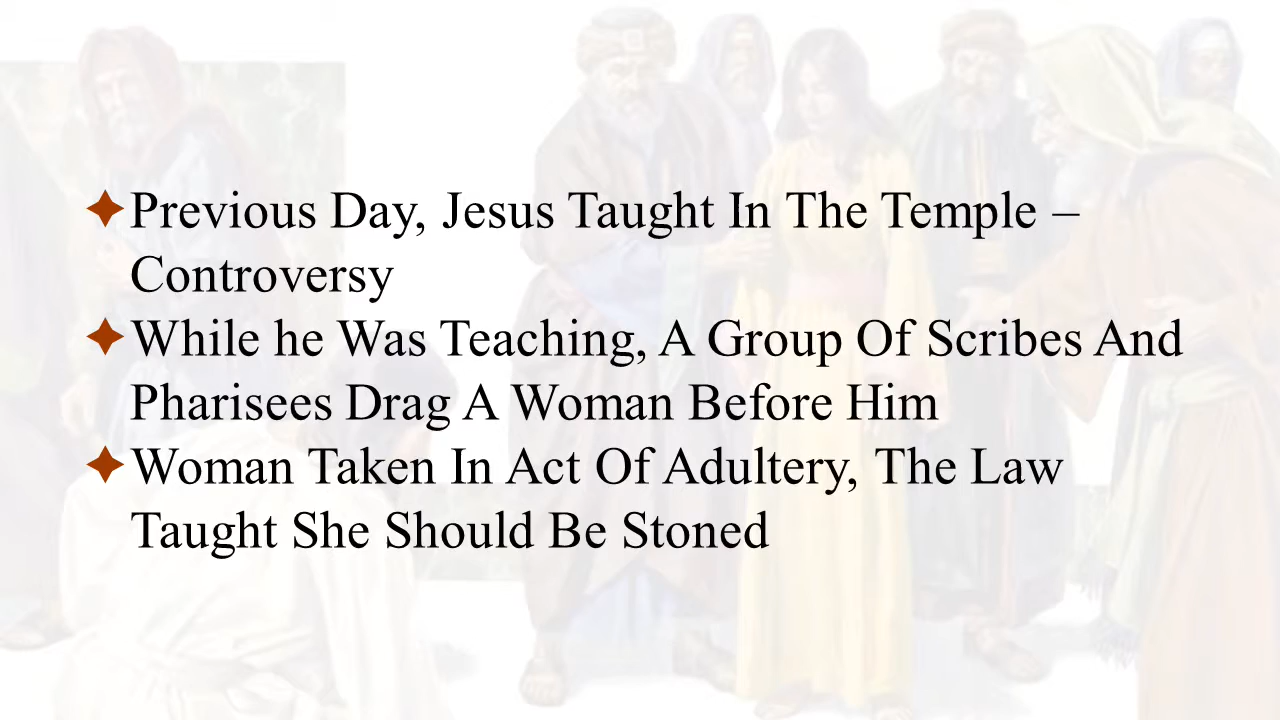 Previous Day, Jesus Taught In The Temple –
Controversy
While he Was Teaching, A Group Of Scribes And
Pharisees Drag A Woman Before Him
Woman Taken In Act Of Adultery, The Law
Taught She Should Be Stoned